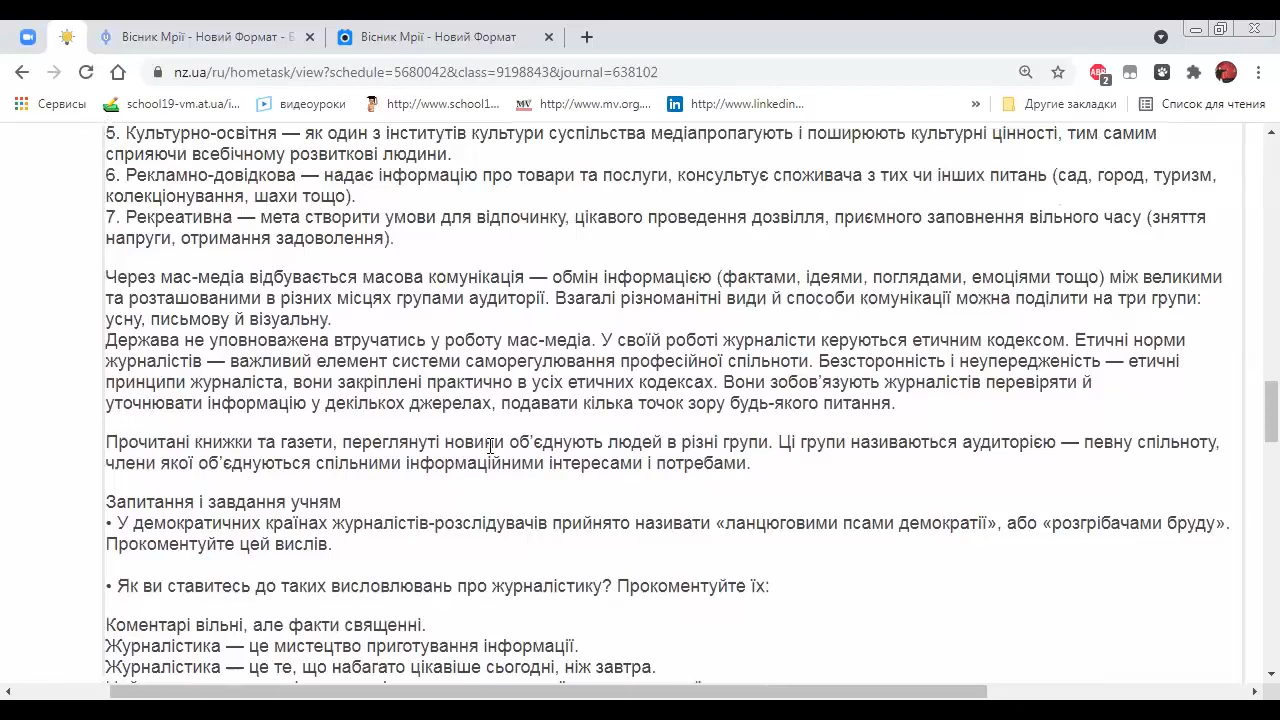 Вісник Мрії - Новий Формат - Б
Вісник Мрії - Новий Формат
nz.ua/ru/hometask/view?schedule=5680042&class=9198843&journal=638102
ABP 2
Сервисы school19-vm.at.ua/i... видеоуроки http://www.school1... MV http://www.mv.org.... in http://www.linkedin... » Другие закладки Список для чтения
5. Культурно-освітня — як один з інститутів культури суспільства медіапропагують і поширюють культурні цінності, тим самим
сприяючи всебічному розвиткові людини.
6. Рекламно-довідкова — надає інформацію про товари та послуги, консультує споживача з тих чи інших питань (сад, город, туризм,
колекціонування, шахи тощо).
7. Рекреативна — мета створити умови для відпочинку, цікавого проведення дозвілля, приємного заповнення вільного часу (зняття
напруги, отримання задоволення).
Через мас-медіа відбувається масова комунікація — обмін інформацією (фактами, ідеями, поглядами, емоціями тощо) між великими
та розташованими в різних місцях групами аудиторії. Взагалі різноманітні види й способи комунікації можна поділити на три групи:
усну, письмову й візуальну.
Держава не уповноважена втручатись у роботу мас-медіа. У своїй роботі журналісти керуються етичним кодексом. Етичні норми
журналістів — важливий елемент системи саморегулювання професійної спільноти. Безсторонність і неупередженість — етичні
принципи журналіста, вони закріплені практично в усіх етичних кодексах. Вони зобов’язують журналістів перевіряти й
уточнювати інформацію у декількох джерелах, подавати кілька точок зору будь-якого питання.
Прочитані книжки та газети, переглянуті новини об’єднують людей в різні групи. Ці групи називаються аудиторією — певну спільноту,
члени якої об’єднуються спільними інформаційними інтересами і потребами.
Запитання і завдання учням
• У демократичних країнах журналістів-розслідувачів прийнято називати «ланцюговими псами демократії», або «розгрібачами бруду».
Прокоментуйте цей вислів.
• Як ви ставитесь до таких висловлювань про журналістику? Прокоментуйте їх:
Коментарі вільні, але факти священні.
Журналістика — це мистецтво приготування інформації.
Журналістика — це те, що набагато цікавіше сьогодні, ніж завтра.